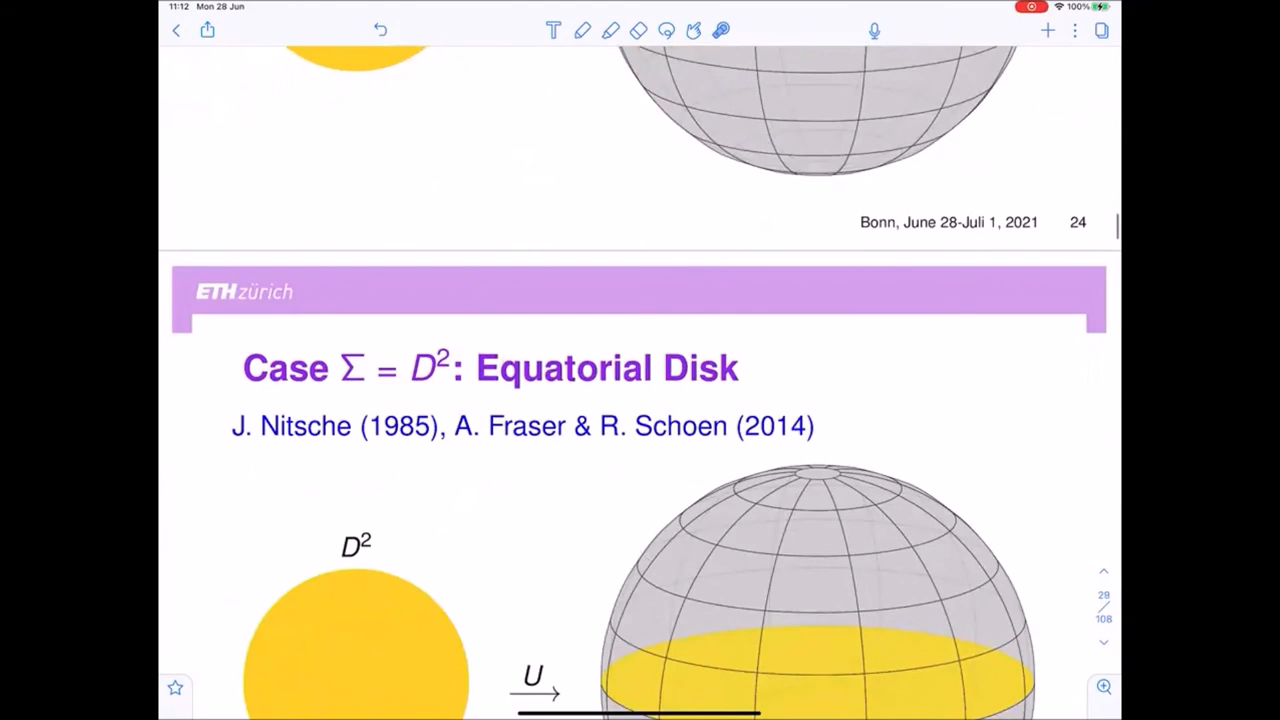 11:12 Mon 28 Jun
100%
Bonn, June 28-Juli 1, 2021 24
ETH zürich
Case Σ = D²: Equatorial Disk
J. Nitsche (1985), A. Fraser & R. Schoen (2014)
D²
U
29
/
108